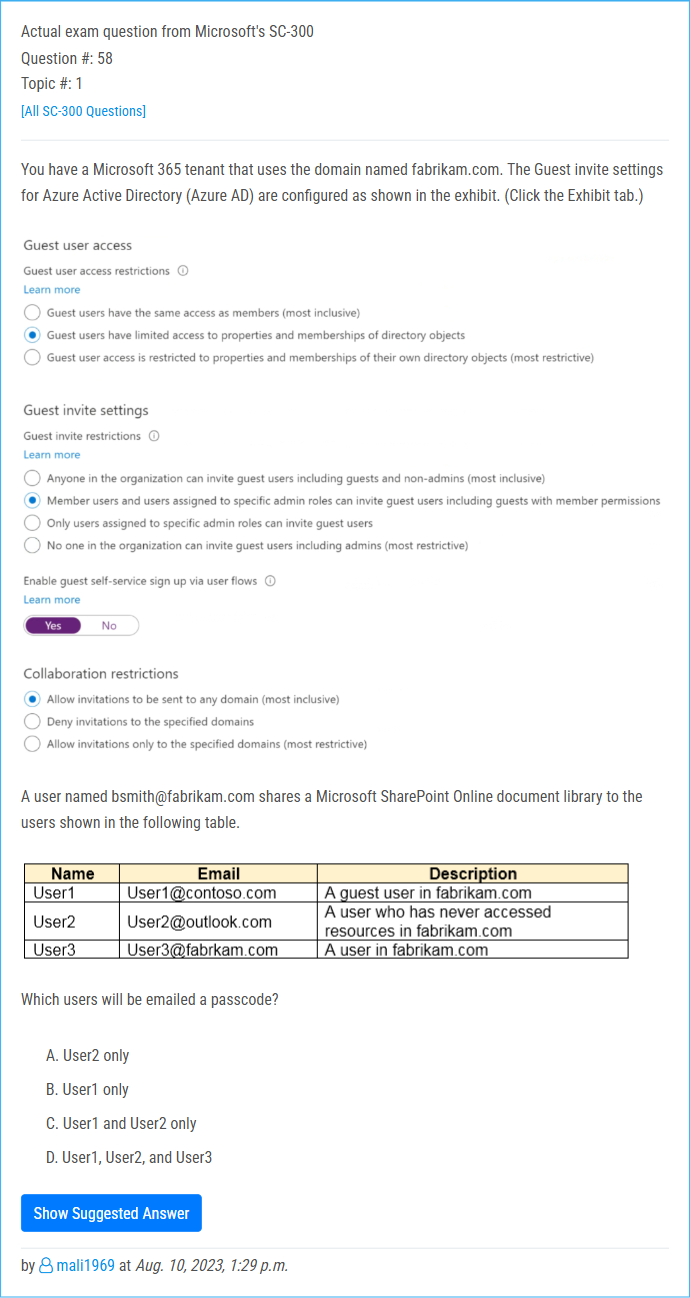 Actual exam question from Microsoft's SC-300
Question #: 58
Topic #: 1
[All SC-300 Questions]
You have a Microsoft 365 tenant that uses the domain named fabrikam.com. The Guest invite settings
for Azure Active Directory (Azure AD) are configured as shown in the exhibit. (Click the Exhibit tab.)
Guest user access
Guest user access restrictions
Learn more
Guest users have the same access as members (most inclusive)
Guest users have limited access to properties and memberships of directory objects
Guest user access is restricted to properties and memberships of their own directory objects (most restrictive)
Guest invite settings
Guest invite restrictions
Learn more
Anyone in the organization can invite guest users including guests and non-admins (most inclusive)
Member users and users assigned to specific admin roles can invite guest users including guests with member permissions
Only users assigned to specific admin roles can invite guest users
No one in the organization can invite guest users including admins (most restrictive)
Enable guest self-service sign up via user flows
Learn more
Yes No
Collaboration restrictions
Allow invitations to be sent to any domain (most inclusive)
Deny invitations to the specified domains
Allow invitations only to the specified domains (most restrictive)
A user named bsmith@fabrikam.com shares a Microsoft SharePoint Online document library to the
users shown in the following table.
Name Email Description
User1 User1@contoso.com A guest user in fabrikam.com
User2 User2@outlook.com A user who has never accessed
resources in fabrikam.com
User3 User3@fabrkam.com A user in fabrikam.com
Which users will be emailed a passcode?
A. User2 only
B. User1 only
C. User1 and User2 only
D. User1, User2, and User3
Show Suggested Answer
by mali1969 at Aug. 10, 2023, 1:29 p.m.